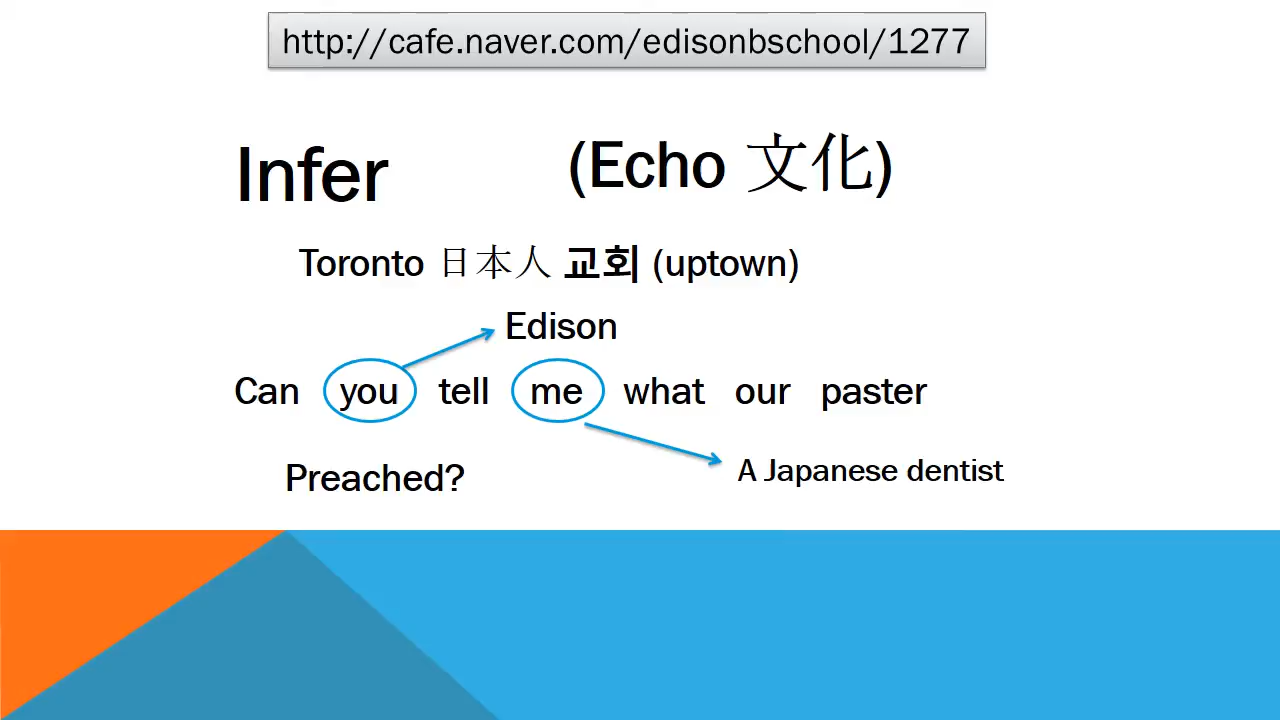 http://cafe.naver.com/edisonbschool/1277
Infer (Echo 文化)
Toronto 日本人 교회 (uptown)
Edison
Can you tell me what our paster
Preached?
A Japanese dentist